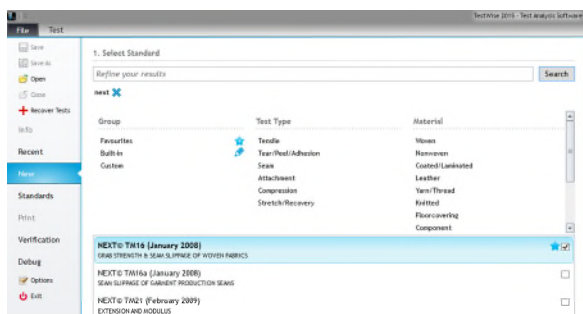 TestWise 2015 - Test Analysis Software
File Test
Save
Save As
Open
Close
Recover Tests
Info
Recent
New
Standards
Print
Verification
Debug
Options
Exit
1. Select Standard
Refine your results
Search
next
Group
Favourites
Built-in
Custom
Test Type
Tensile
Tear/Peel/Adhesion
Seam
Attachment
Compression
Stretch/Recovery
Material
Woven
Nonwoven
Coated/Laminated
Leather
Yarn/Thread
Knitted
Floorcovering
Component
NEXT© TM16 (January 2008)
GRAB STRENGTH & SEAM SLIPPAGE OF WOVEN FABRICS
NEXT© TM16a (January 2008)
SEAM SLIPPAGE OF GARMENT PRODUCTION SEAMS
NEXT© TM21 (February 2009)
EXTENSION AND MODULUS